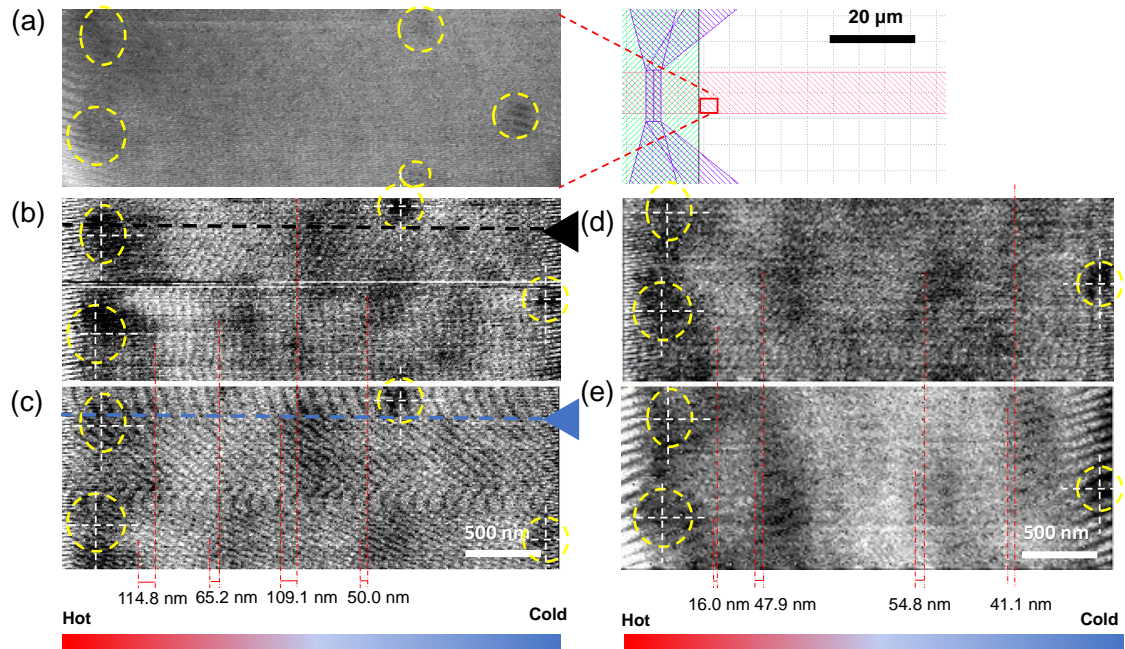 (a)
20 µm
(b)
(d)
(c)
(e)
500 nm
500 nm
114.8 nm
65.2 nm
109.1 nm
50.0 nm
16.0 nm
47.9 nm
54.8 nm
41.1 nm
Hot
Cold
Hot
Cold